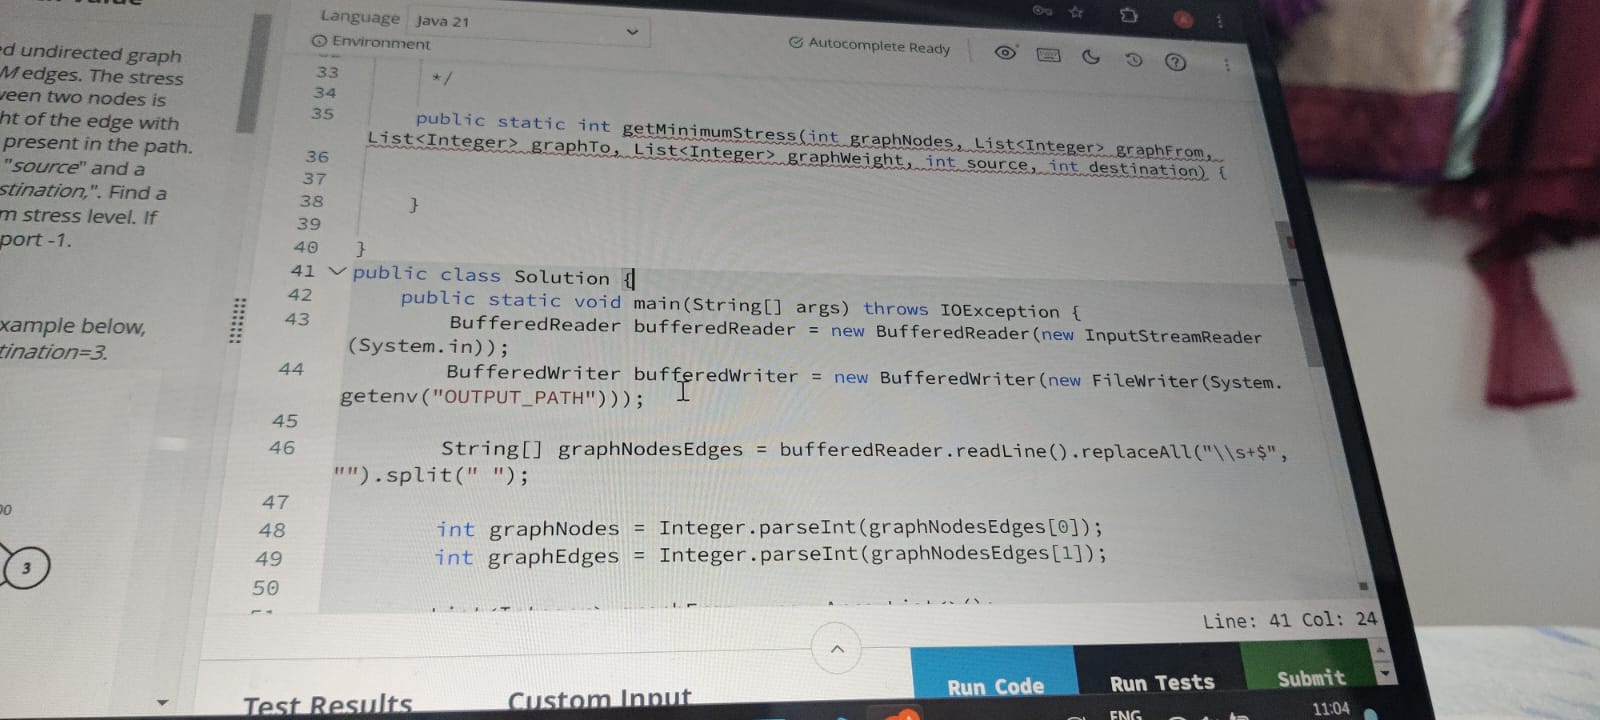 d undirected graph
M edges. The stress
een two nodes is
ht of the edge with
present in the path.
"source" and a
stination,". Find a
m stress level. If
port -1.
xample below,
tination=3.
00
3
Language Java 21
Environment
Autocomplete Ready
33 */
34
35 public static int getMinimumStress(int graphNodes, List<Integer> graphFrom,
List<Integer> graphTo, List<Integer> graphWeight, int source, int destination) {
36
37
38 }
39
40 }
41 public class Solution {
42 public static void main(String[] args) throws IOException {
43 BufferedReader bufferedReader = new BufferedReader(new InputStreamReader
(System.in));
44 BufferedWriter bufferedWriter = new BufferedWriter(new FileWriter(System.
getenv("OUTPUT_PATH")));
45
46 String[] graphNodesEdges = bufferedReader.readLine().replaceAll("\\s+$",
"").split(" ");
47
48 int graphNodes = Integer.parseInt(graphNodesEdges[0]);
49 int graphEdges = Integer.parseInt(graphNodesEdges[1]);
50
Line: 41 Col: 24
Test Results Custom Input
Run Code Run Tests Submit
ENG 11:04